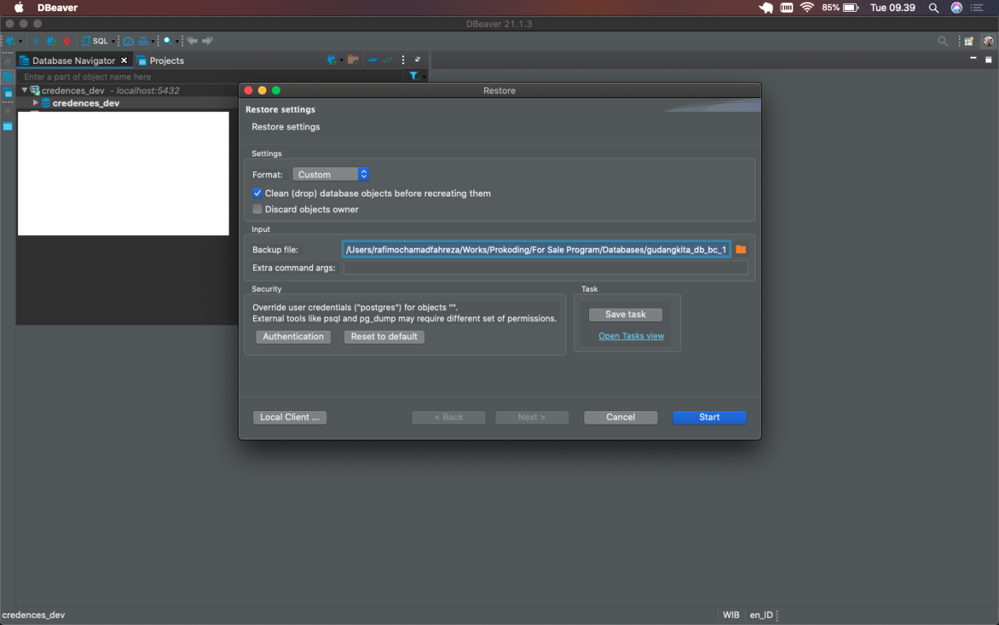 DBeaver 85% Tue 09.39
DBeaver 21.1.3
SQL
Database Navigator Projects
Enter a part of object name here
credences_dev - localhost:5432
credences_dev
Restore
Restore settings
Restore settings
Settings
Format: Custom
Clean (drop) database objects before recreating them
Discard objects owner
Input
Backup file: /Users/rafimochamadfahreza/Works/Prokoding/For Sale Program/Databases/gudangkita_db_bc_1
Extra command args:
Security
Override user credentials ("postgres") for objects "".
External tools like psql and pg_dump may require different set of permissions.
Authentication Reset to default
Task
Save task
Open Tasks view
Local Client ... < Back Next > Cancel Start
credences_dev WIB en_ID